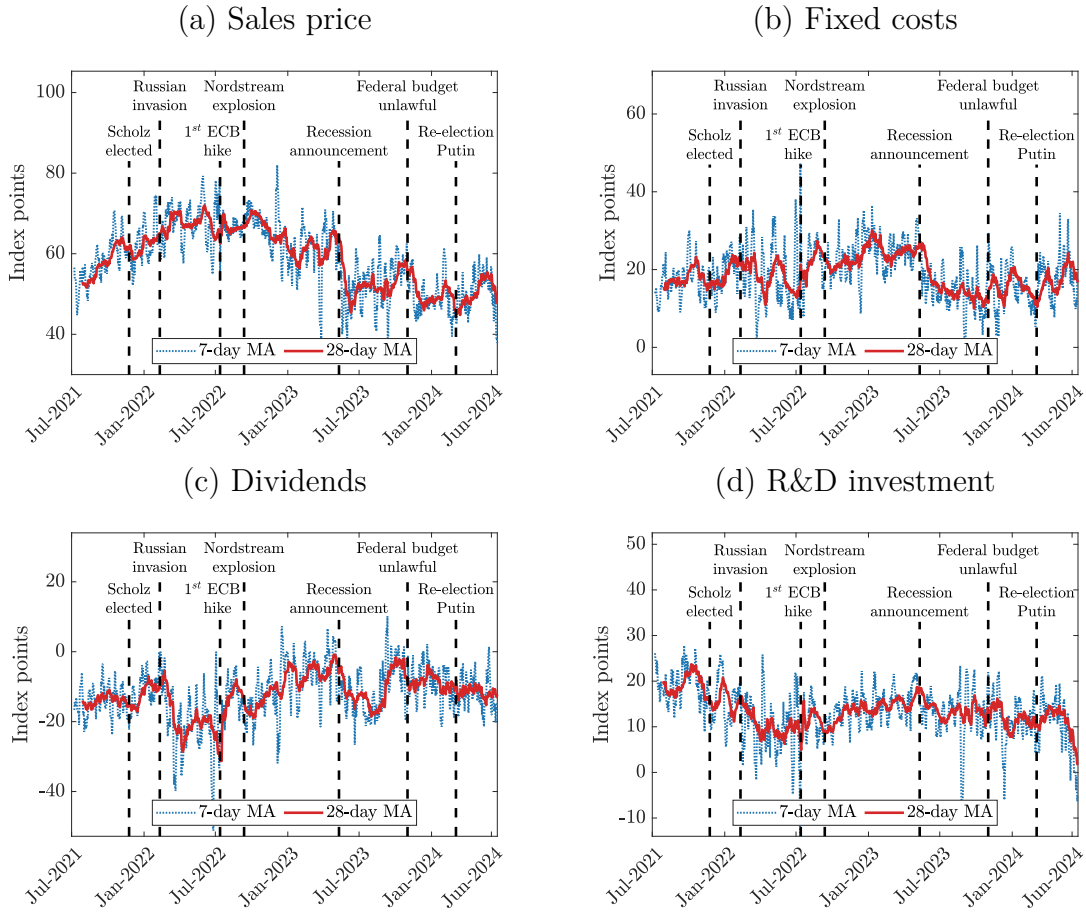 (a) Sales price
100
80
60
40
Index points
Russian
invasion
Nordstream
explosion
Federal budget
unlawful
Scholz
elected
1st ECB
hike
Recession
announcement
Re-election
Putin
7-day MA
28-day MA
Jul-2021
Jan-2022
Jul-2022
Jan-2023
Jul-2023
Jan-2024
Jun-2024
(b) Fixed costs
60
40
20
0
Index points
Russian
invasion
Nordstream
explosion
Federal budget
unlawful
Scholz
elected
1st ECB
hike
Recession
announcement
Re-election
Putin
7-day MA
28-day MA
Jul-2021
Jan-2022
Jul-2022
Jan-2023
Jul-2023
Jan-2024
Jun-2024
(c) Dividends
20
0
-20
-40
Index points
Russian
invasion
Nordstream
explosion
Federal budget
unlawful
Scholz
elected
1st ECB
hike
Recession
announcement
Re-election
Putin
7-day MA
28-day MA
Jul-2021
Jan-2022
Jul-2022
Jan-2023
Jul-2023
Jan-2024
Jun-2024
(d) R&D investment
50
40
30
20
10
0
-10
Index points
Russian
invasion
Nordstream
explosion
Federal budget
unlawful
Scholz
elected
1st ECB
hike
Recession
announcement
Re-election
Putin
7-day MA
28-day MA
Jul-2021
Jan-2022
Jul-2022
Jan-2023
Jul-2023
Jan-2024
Jun-2024